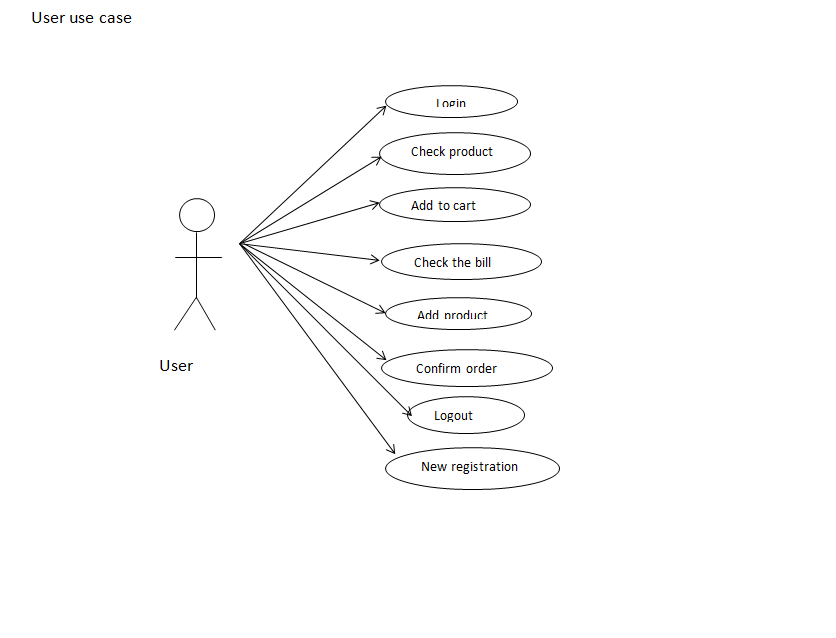 User use case
Login
Check product
Add to cart
Check the bill
Add product
Confirm order
Logout
New registration
User